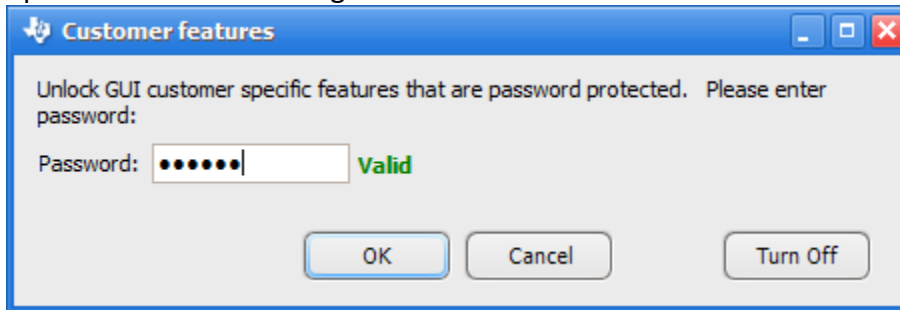 Customer features
Unlock GUI customer specific features that are password protected. Please enter
password:
Password: ●●●●●● Valid
OK Cancel Turn Off